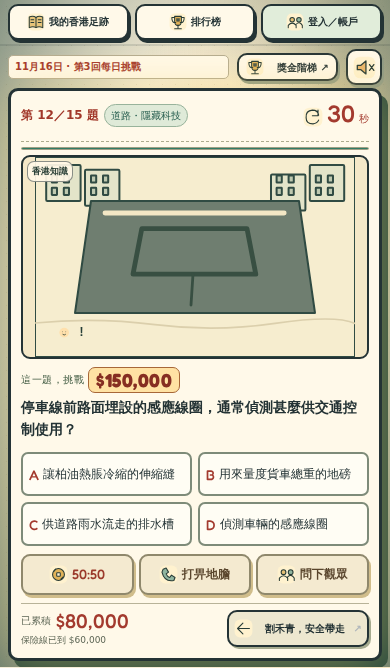 我的香港足跡
排行榜
登入／帳戶
11月16日・第3回每日挑戰
獎金階梯 ↗
第 12／15 題
道路・隱藏科技
30 秒
香港知識
!
這一題，挑戰 $150,000
停車線前路面埋設的感應線圈，通常偵測甚麼供交通控
制使用？
A 讓柏油熱脹冷縮的伸縮縫
B 用來量度貨車總重的地磅
C 供道路雨水流走的排水槽
D 偵測車輛的感應線圈
50:50
打畀地膽
問下觀眾
已累積 $80,000
保險線已到 $60,000
割禾青，安全帶走 ↗